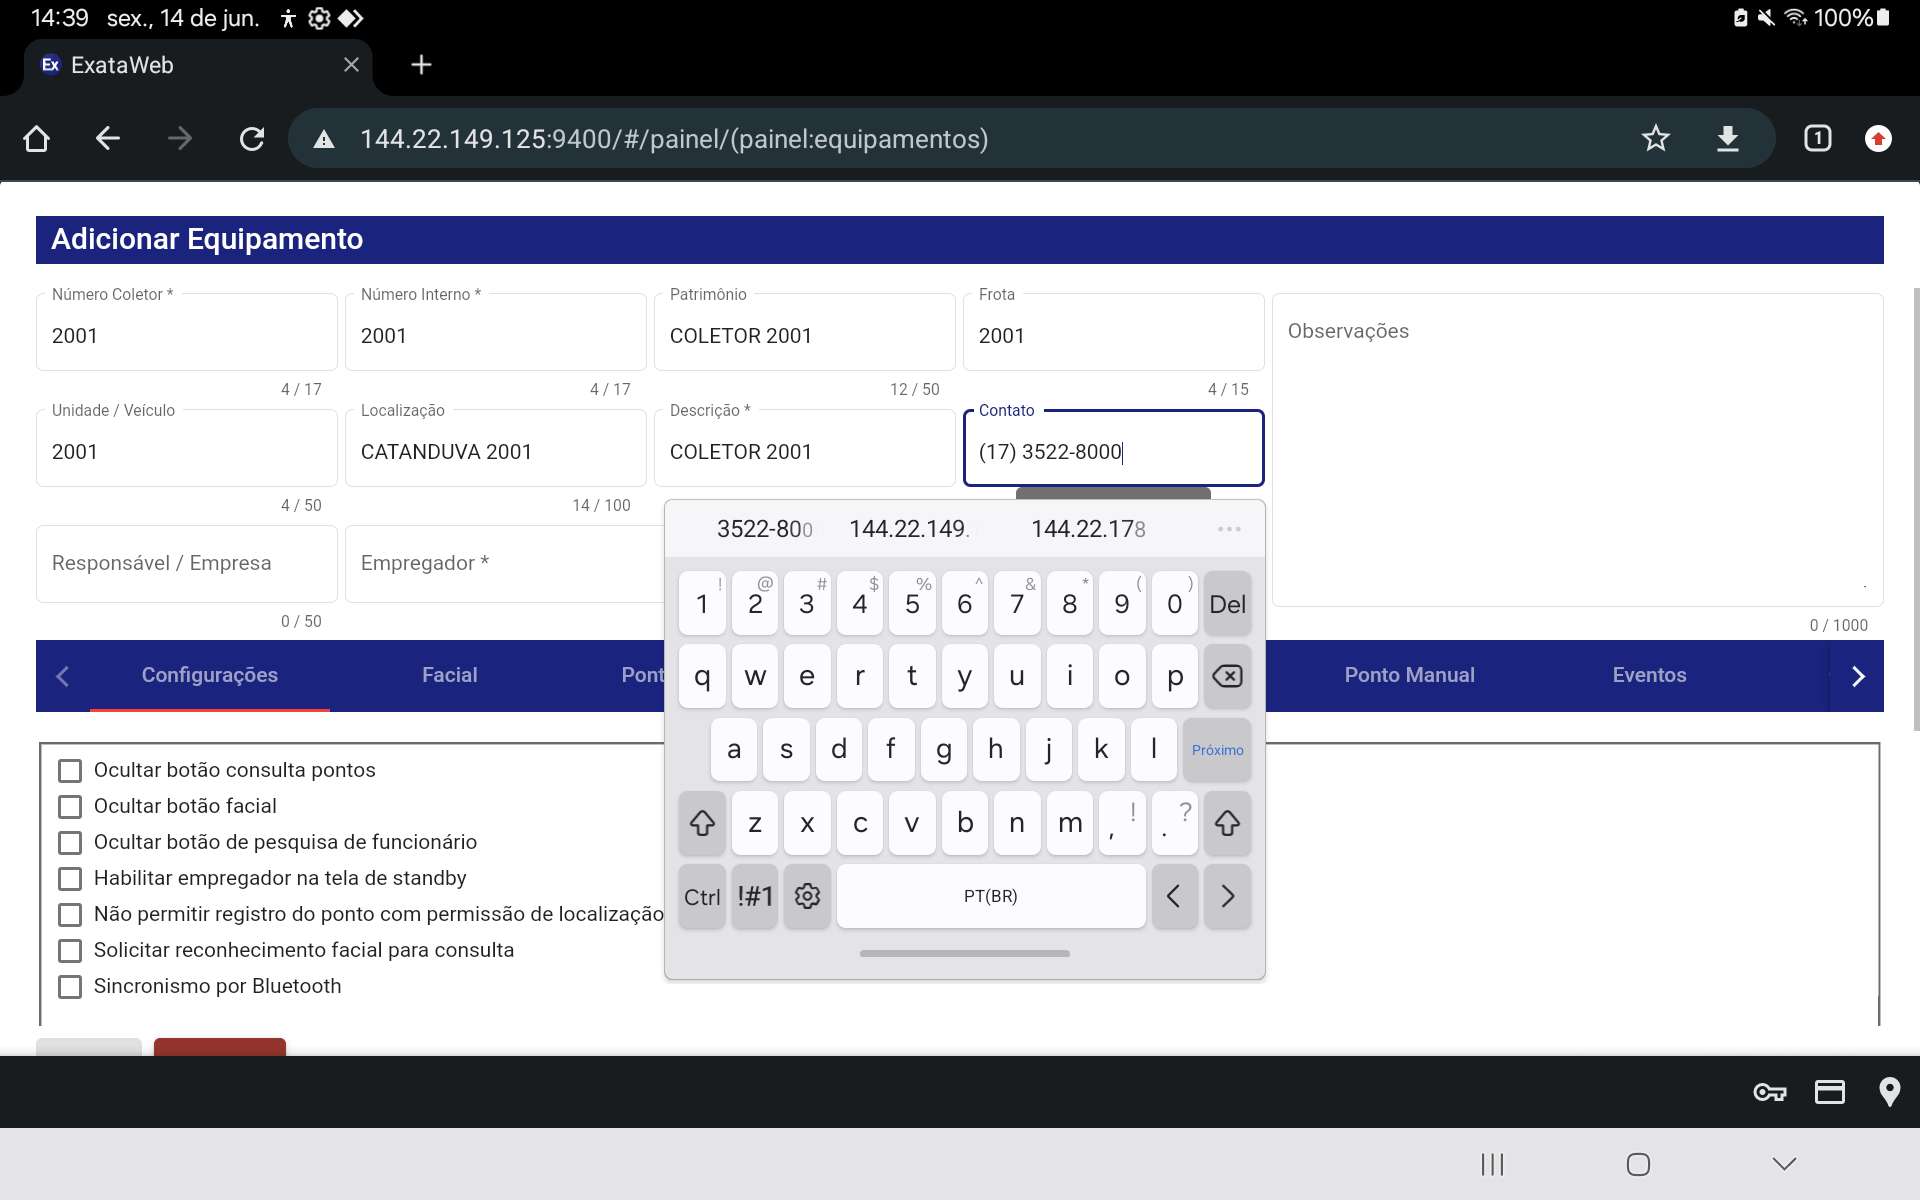 14:39 sex., 14 de jun. 100%
Ex ExataWeb
144.22.149.125:9400/#/painel/(painel:equipamentos) 1
Adicionar Equipamento
Número Coletor * Número Interno * Patrimônio Frota
2001 2001 COLETOR 2001 2001 Observações
4 / 17 4 / 17 12 / 50 4 / 15
Unidade / Veículo Localização Descrição * Contato
2001 CATANDUVA 2001 COLETOR 2001 (17) 3522-8000
4 / 50 14 / 100
Responsável / Empresa Empregador *
0 / 50 0 / 1000
Configurações Facial Pont Ponto Manual Eventos
Ocultar botão consulta pontos
Ocultar botão facial
Ocultar botão de pesquisa de funcionário
Habilitar empregador na tela de standby
Não permitir registro do ponto com permissão de localização
Solicitar reconhecimento facial para consulta
Sincronismo por Bluetooth
3522-800 144.22.149. 144.22.178 ...
! @ # $ % ^ & * ( )
1 2 3 4 5 6 7 8 9 0 Del
q w e r t y u i o p
a s d f g h j k l Próximo
z x c v b n m , ! . ?
Ctrl !#1 PT(BR) < >